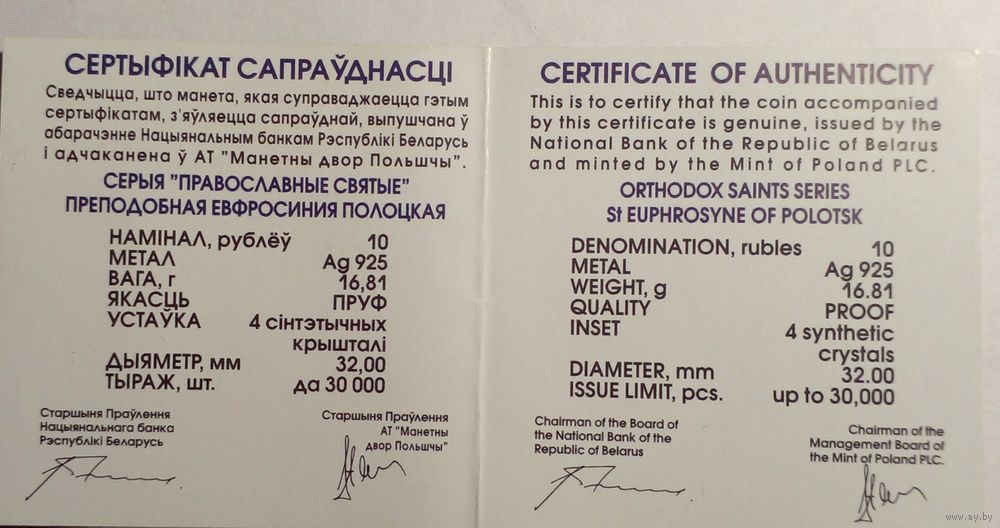 СЕРТЫФІКАТ САПРАЎДНАСЦІ
Сведчыцца, што манета, якая суправаджаецца гэтым
сертыфікатам, з'яўляецца сапраўднай, выпушчана ў
абарачэнне Нацыянальным банкам Рэспублікі Беларусь
і адчаканена ў АТ "Манетны двор Польшчы".
СЕРЫЯ "ПРАВОСЛАВНЫЕ СВЯТЫЕ"
ПРЕПОДОБНАЯ ЕВФРОСИНИЯ ПОЛОЦКАЯ
НАМІНАЛ, рублёў 10
МЕТАЛ Ag 925
ВАГА, г 16,81
ЯКАСЦЬ ПРУФ
УСТАЎКА 4 сінтэтычных
крышталі
ДЫЯМЕТР, мм 32,00
ТЫРАЖ, шт. да 30 000
Старшыня Праўлення
Нацыянальнага банка
Рэспублікі Беларусь
Старшыня Праўлення
АТ "Манетны
двор Польшчы"
CERTIFICATE OF AUTHENTICITY
This is to certify that the coin accompanied
by this certificate is genuine, issued by the
National Bank of the Republic of Belarus
and minted by the Mint of Poland PLC.
ORTHODOX SAINTS SERIES
St EUPHROSYNE OF POLOTSK
DENOMINATION, rubles 10
METAL Ag 925
WEIGHT, g 16.81
QUALITY PROOF
INSET 4 synthetic
crystals
DIAMETER, mm 32.00
ISSUE LIMIT, pcs. up to 30,000
Chairman of the Board of
the National Bank of the
Republic of Belarus
Chairman of the
Management Board of
the Mint of Poland PLC.
www.ay.by